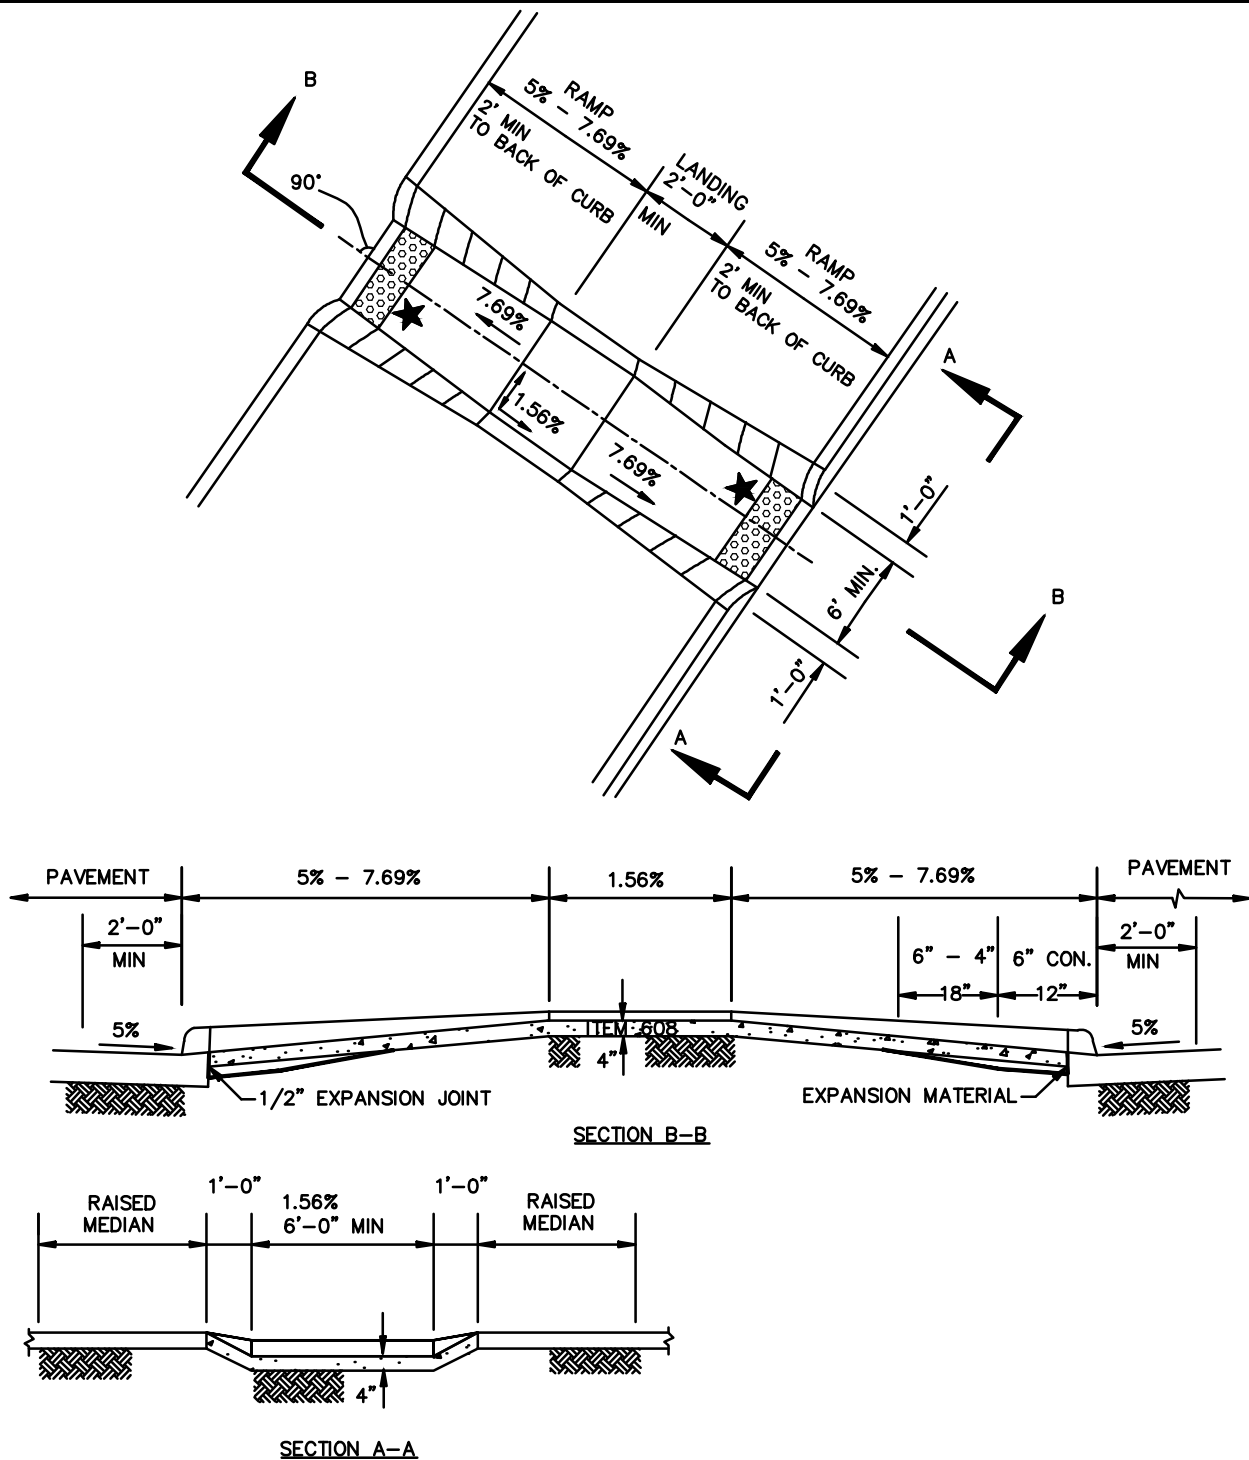 B
RAMP
5% - 7.69%
2' MIN
TO BACK OF CURB
90°
LANDING
2'-0"
MIN
RAMP
5% - 7.69%
2' MIN
TO BACK OF CURB
7.69%
1.56%
7.69%
A
1'-0"
6' MIN.
B
1'-0"
A
PAVEMENT
5% - 7.69%
1.56%
5% - 7.69%
PAVEMENT
2'-0"
MIN
6" - 4"
6" CON.
2'-0"
MIN
18"
12"
5%
ITEM 608
5%
4"
1/2" EXPANSION JOINT
EXPANSION MATERIAL
SECTION B-B
RAISED
MEDIAN
1'-0"
1.56%
6'-0" MIN
1'-0"
RAISED
MEDIAN
4"
SECTION A-A